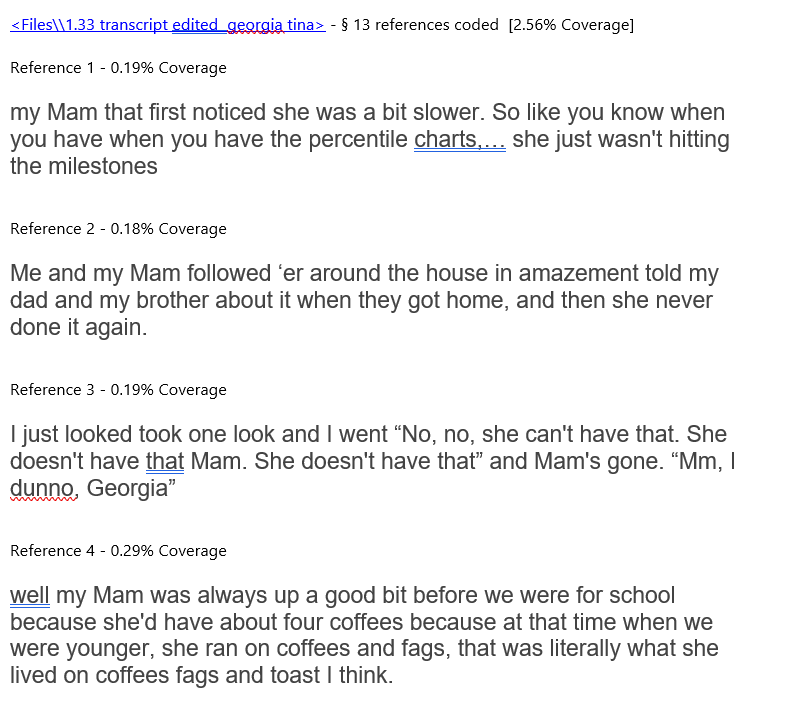 <Files\\1.33 transcript edited_georgia tina> - § 13 references coded  [2.56% Coverage]
Reference 1 - 0.19% Coverage
my Mam that first noticed she was a bit slower. So like you know when
you have when you have the percentile charts,… she just wasn't hitting
the milestones
Reference 2 - 0.18% Coverage
Me and my Mam followed ‘er around the house in amazement told my
dad and my brother about it when they got home, and then she never
done it again.
Reference 3 - 0.19% Coverage
I just looked took one look and I went “No, no, she can't have that. She
doesn't have that Mam. She doesn't have that” and Mam's gone. “Mm, I
dunno, Georgia”
Reference 4 - 0.29% Coverage
well my Mam was always up a good bit before we were for school
because she'd have about four coffees because at that time when we
were younger, she ran on coffees and fags, that was literally what she
lived on coffees fags and toast I think.